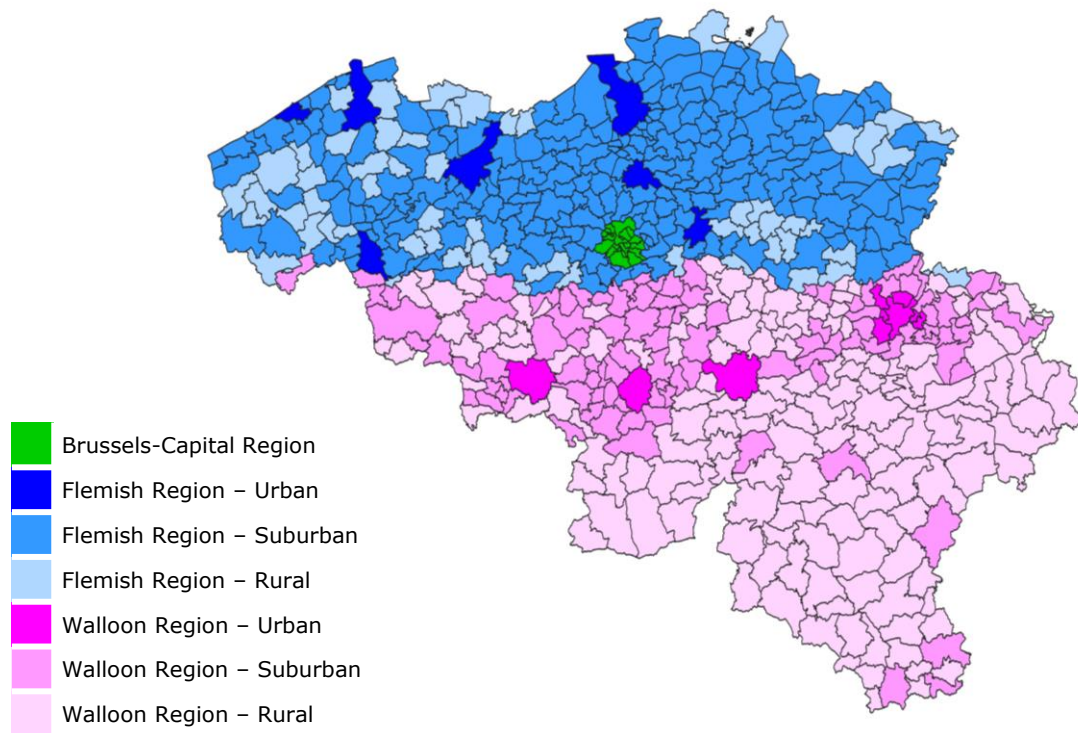 Brussels-Capital Region
Flemish Region – Urban
Flemish Region – Suburban
Flemish Region – Rural
Walloon Region – Urban
Walloon Region – Suburban
Walloon Region – Rural